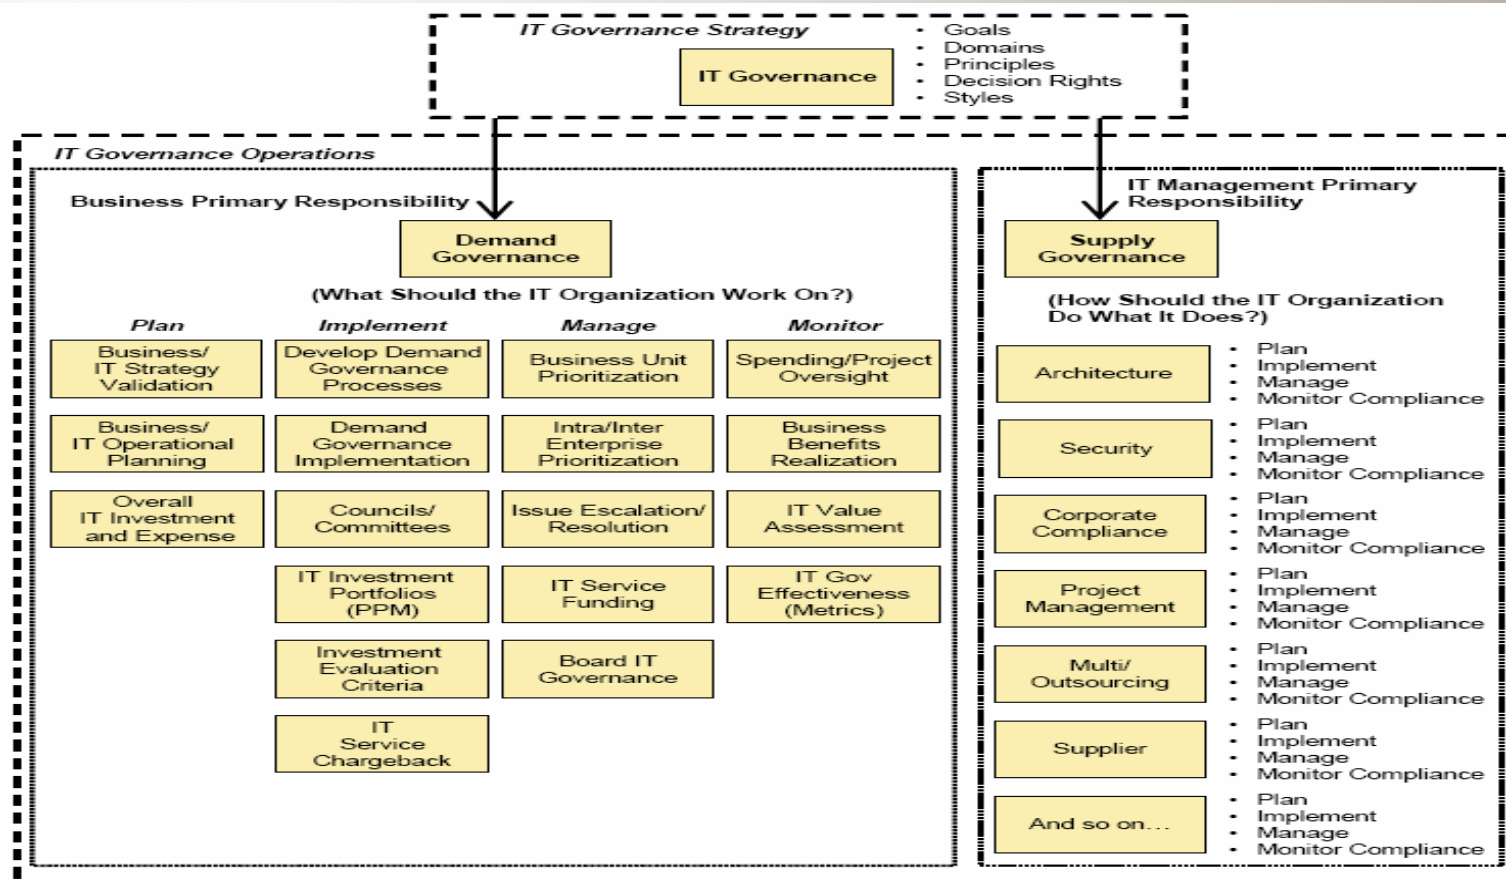 IT Governance Strategy
IT Governance
• Goals
• Domains
• Principles
• Decision Rights
• Styles
IT Governance Operations
Business Primary Responsibility
Demand
Governance
(What Should the IT Organization Work On?)
Plan
Business/
IT Strategy
Validation
Business/
IT Operational
Planning
Overall
IT Investment
and Expense
Implement
Develop Demand
Governance
Processes
Demand
Governance
Implementation
Councils/
Committees
IT Investment
Portfolios
(PPM)
Investment
Evaluation
Criteria
IT
Service
Chargeback
Manage
Business Unit
Prioritization
Intra/Inter
Enterprise
Prioritization
Issue Escalation/
Resolution
IT Service
Funding
Board IT
Governance
Monitor
Spending/Project
Oversight
Business
Benefits
Realization
IT Value
Assessment
IT Gov
Effectiveness
(Metrics)
IT Management Primary
Responsibility
Supply
Governance
(How Should the IT Organization
Do What It Does?)
Architecture
• Plan
• Implement
• Manage
• Monitor Compliance
Security
• Plan
• Implement
• Manage
• Monitor Compliance
Corporate
Compliance
• Plan
• Implement
• Manage
• Monitor Compliance
Project
Management
• Plan
• Implement
• Manage
• Monitor Compliance
Multi/
Outsourcing
• Plan
• Implement
• Manage
• Monitor Compliance
Supplier
• Plan
• Implement
• Manage
• Monitor Compliance
And so on...
• Plan
• Implement
• Manage
• Monitor Compliance